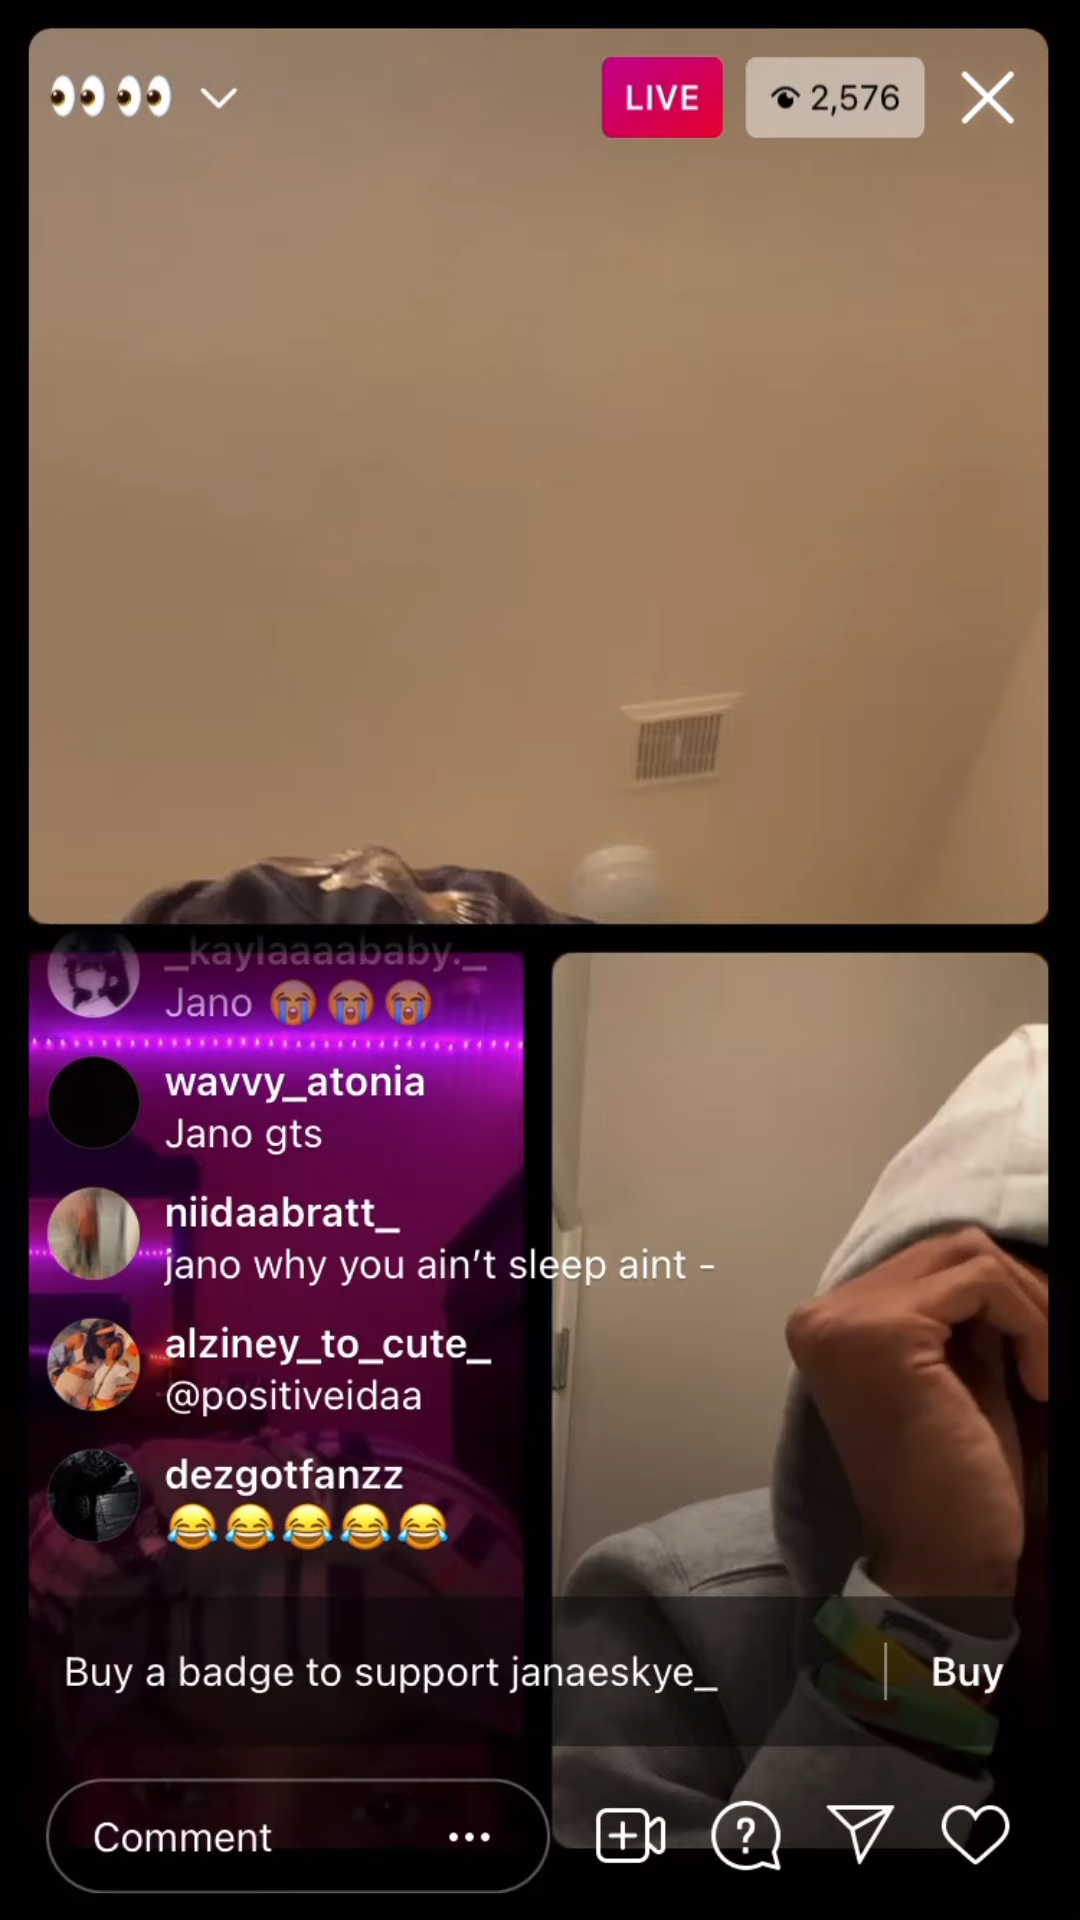 👀👀
LIVE
2,576
_kaylaaaababy._
Jano 😭😭😭
wavvy_atonia
Jano gts
niidaabratt_
jano why you ain’t sleep aint -
alziney_to_cute_
@positiveidaa
dezgotfanzz
😂😂😂😂😂
Buy a badge to support janaeskye_
Buy
Comment